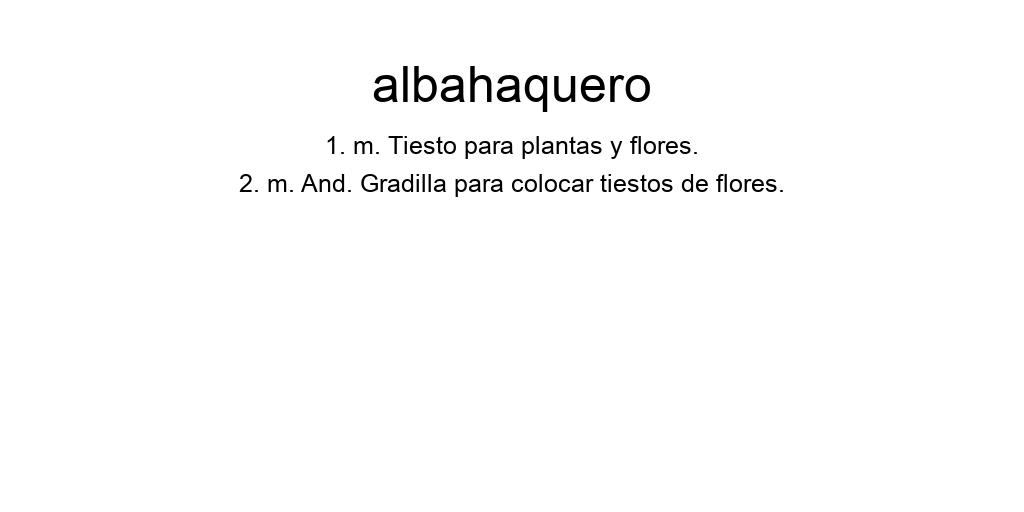 albahaquero
1. m. Tiesto para plantas y flores.
2. m. And. Gradilla para colocar tiestos de flores.